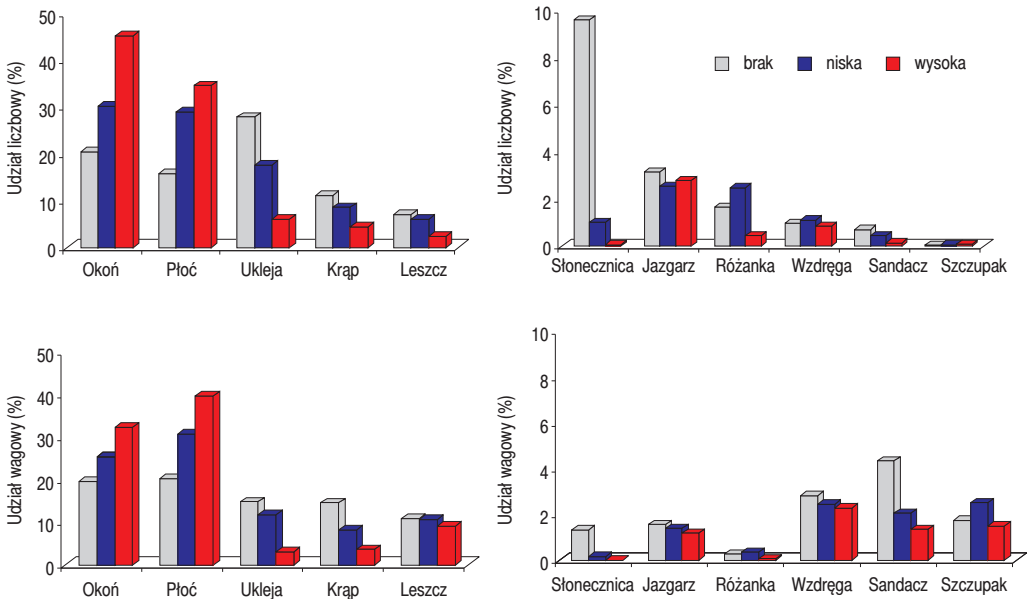 Udział liczbowy (%)
50
40
30
20
10
0
Okoń Płoć Ukleja Krąp Leszcz
Udział liczbowy (%)
10
8
6
4
2
0
brak niska wysoka
Słonecznica Jazgarz Różanka Wzdręga Sandacz Szczupak
Udział wagowy (%)
50
40
30
20
10
0
Okoń Płoć Ukleja Krąp Leszcz
Udział wagowy (%)
10
8
6
4
2
0
Słonecznica Jazgarz Różanka Wzdręga Sandacz Szczupak